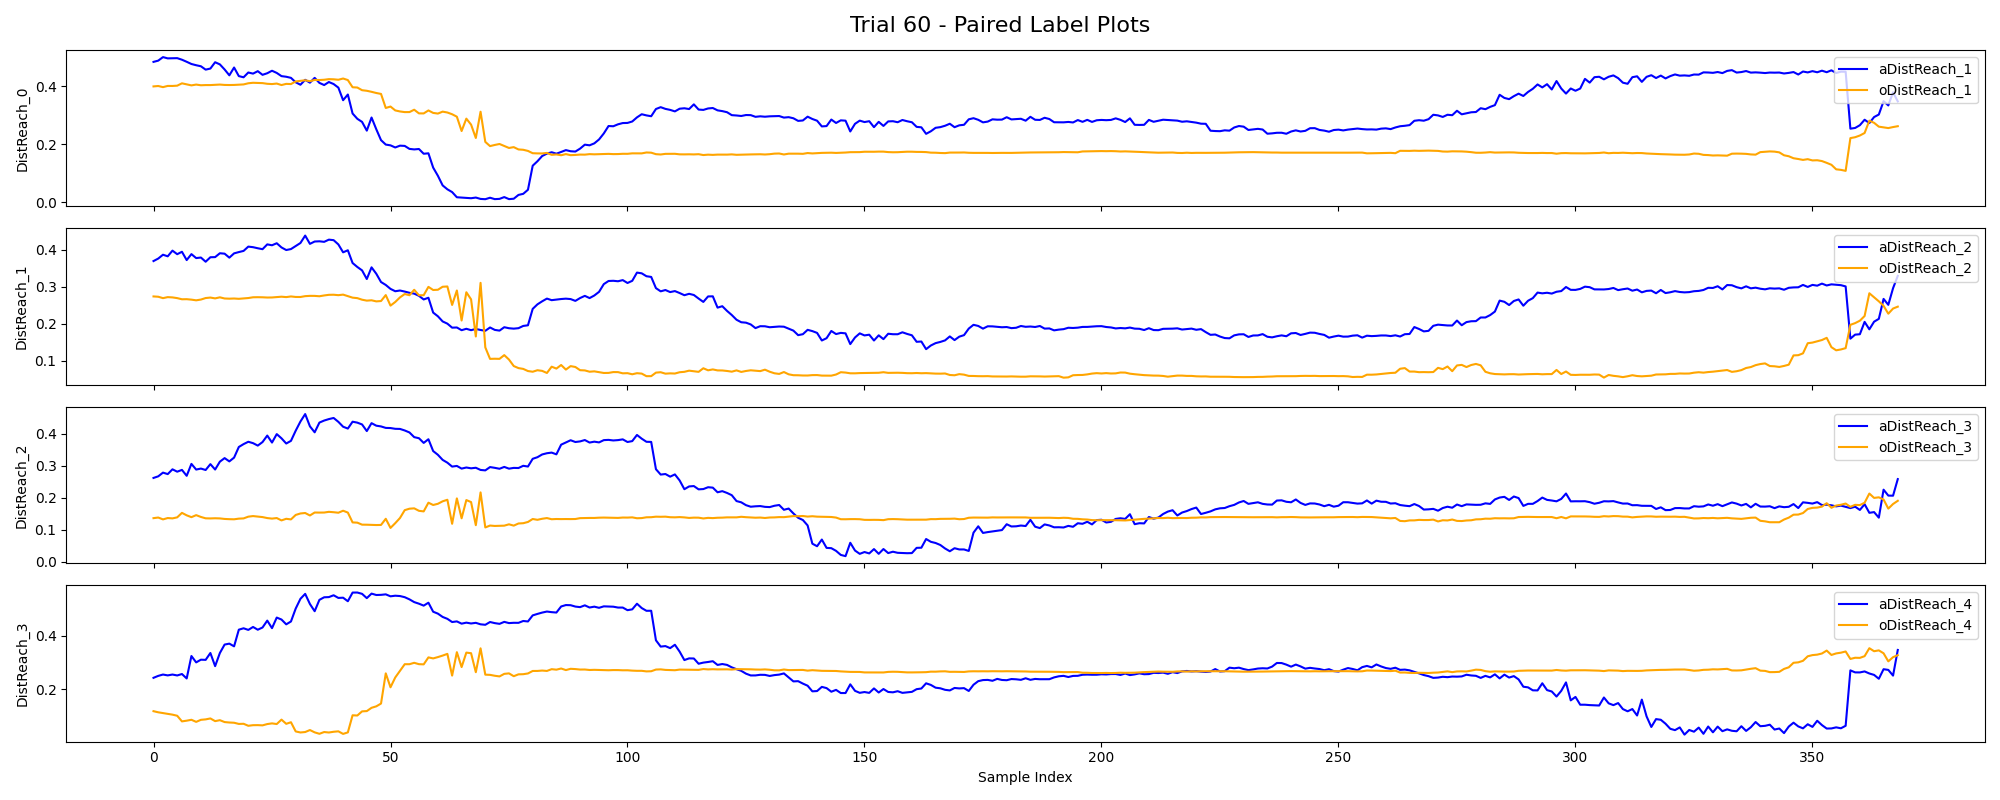 Trial 60 - Paired Label Plots
DistReach_0
0.4
0.2
0.0
aDistReach_1
oDistReach_1
DistReach_1
0.4
0.3
0.2
0.1
aDistReach_2
oDistReach_2
DistReach_2
0.4
0.3
0.2
0.1
0.0
aDistReach_3
oDistReach_3
DistReach_3
0.4
0.2
aDistReach_4
oDistReach_4
0 50 100 150 200 250 300 350
Sample Index